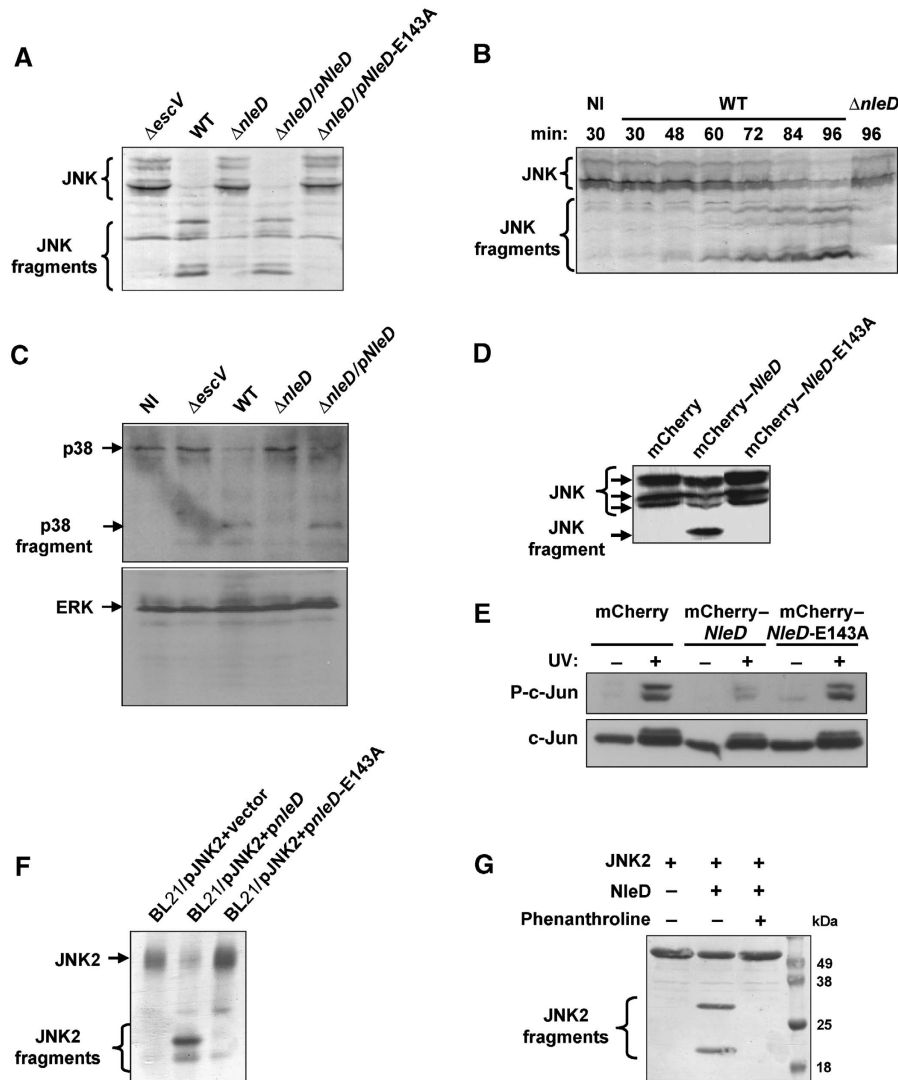 A
ΔescV
WT
ΔnleD
ΔnleD/pNleD
ΔnleD/pNleD-E143A
JNK
JNK
fragments
B
NI WT ΔnleD
min: 30 30 48 60 72 84 96 96
JNK
JNK
fragments
C
NI
ΔescV
WT
ΔnleD
ΔnleD/pNleD
p38
p38
fragment
ERK
D
mCherry
mCherry–NleD
mCherry–NleD-E143A
JNK
JNK
fragment
E
mCherry mCherry– mCherry–
NleD NleD-E143A
UV: – + – + – +
P-c-Jun
c-Jun
F
BL21/pJNK2+vector
BL21/pJNK2+pnleD
BL21/pJNK2+pnleD-E143A
JNK2
JNK2
fragments
G
JNK2 + + +
NleD – + +
Phenanthroline – – + kDa
49
38
JNK2
fragments
25
18